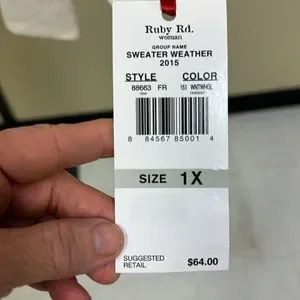 Ruby Rd.
woman
GROUP NAME
SWEATER WEATHER
2015
STYLE COLOR
88663 FR 151 WNTWHGL
8 84567 85001 4
SIZE 1X
SUGGESTED
RETAIL $64.00